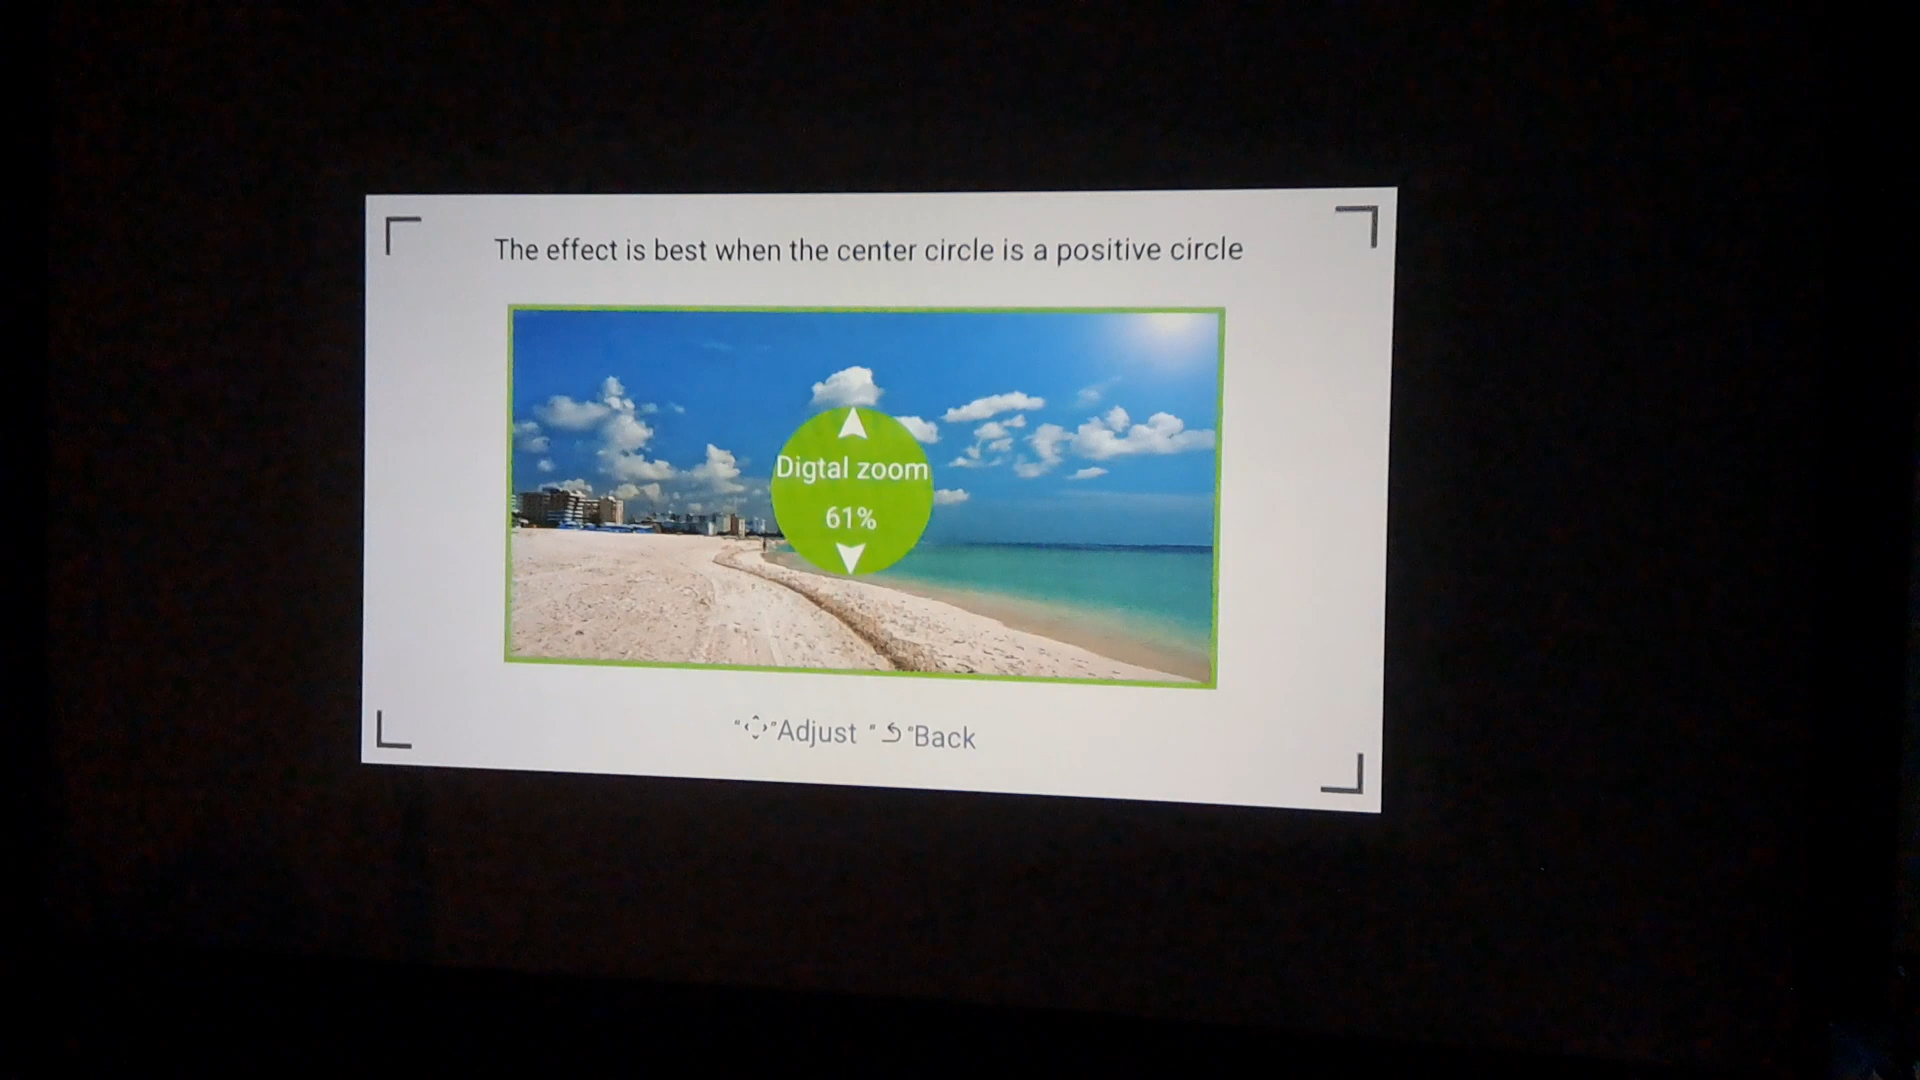 The effect is best when the center circle is a positive circle
Digtal zoom
61%
""Adjust ""Back